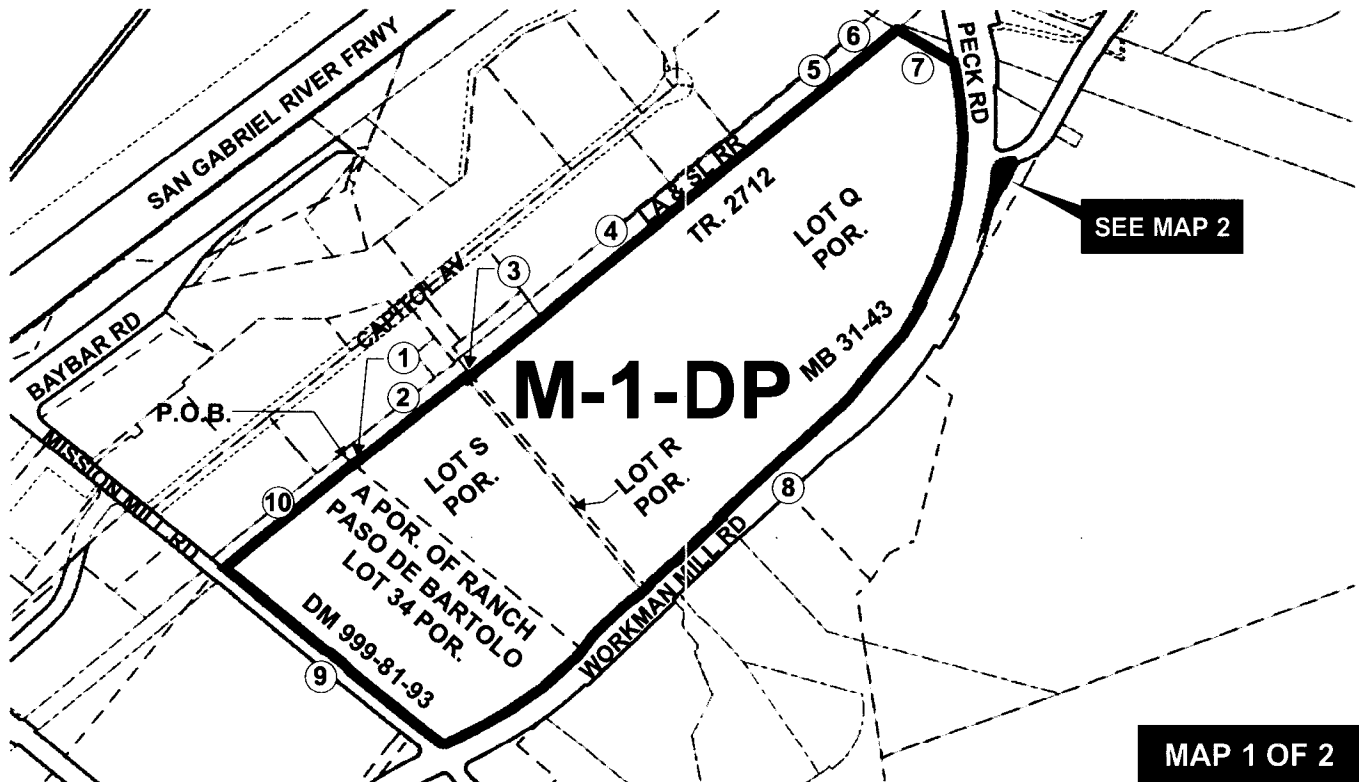 SAN GABRIEL RIVER FRWY
6
5
7
PECK RD
LA & SL. RR
TR. 2712
4
LOT Q
POR.
SEE MAP 2
3
CAPITOL AV
BAYBAR RD
1
2
P.O.B.
M-1-DP
MB 31-43
MISSION MILL RD
LOT S
POR.
LOT R
POR.
10
A POR. OF RANCH
PASO DE BARTOLO
LOT 34 POR.
8
WORKMAN MILL RD
DM 999-81-93
9
MAP 1 OF 2